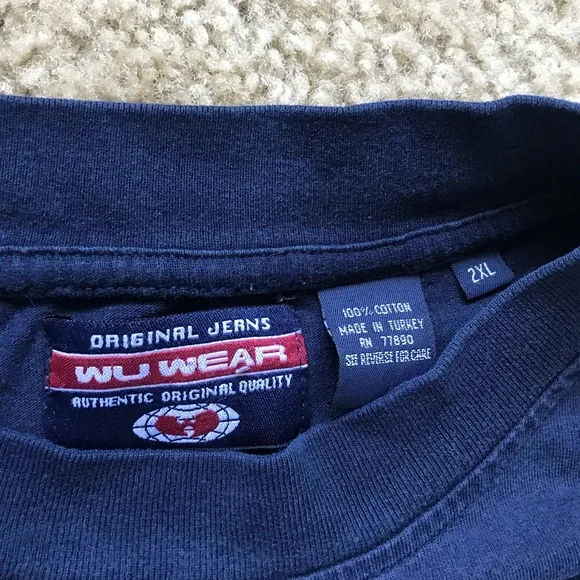 ORIGINAL JEANS
WU WEAR
AUTHENTIC ORIGINAL QUALITY
100% COTTON
MADE IN TURKEY
RN 77890
SEE REVERSE FOR CARE
2XL